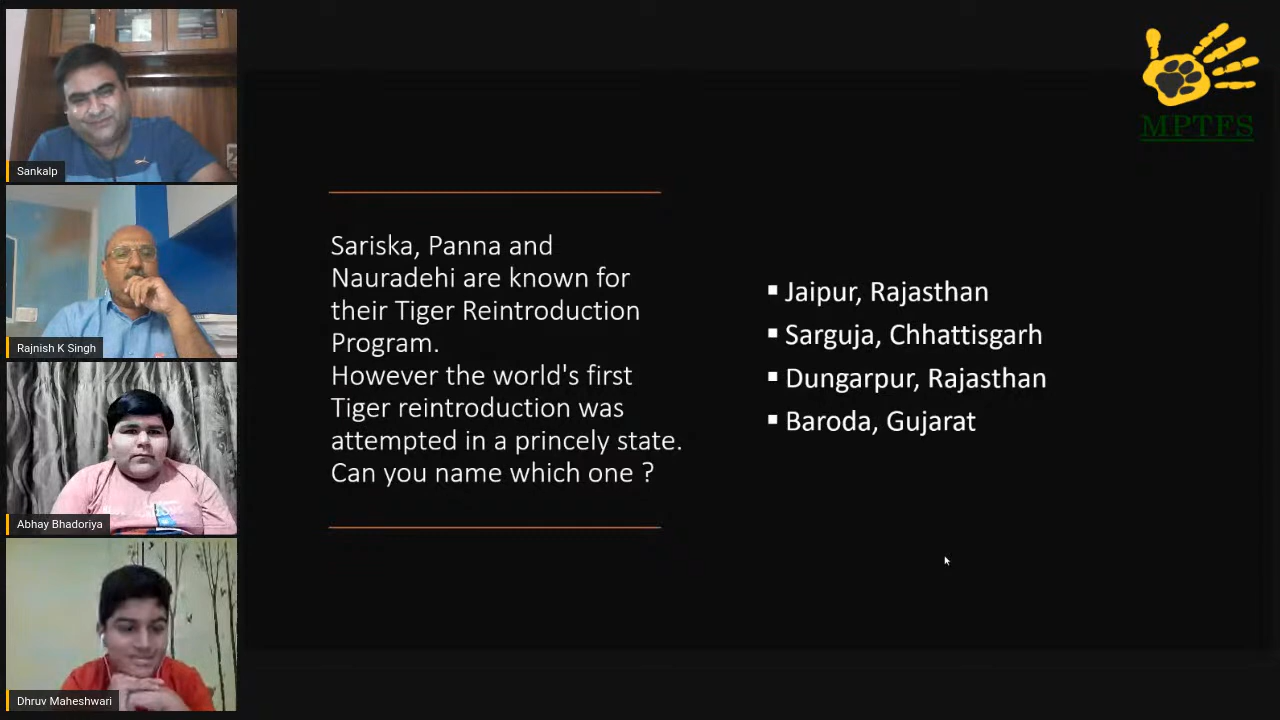 MPTFS
Sankalp
Rajnish K Singh
Abhay Bhadoriya
Dhruv Maheshwari
Sariska, Panna and
Nauradehi are known for
their Tiger Reintroduction
Program.
However the world's first
Tiger reintroduction was
attempted in a princely state.
Can you name which one ?
▪ Jaipur, Rajasthan
▪ Sarguja, Chhattisgarh
▪ Dungarpur, Rajasthan
▪ Baroda, Gujarat